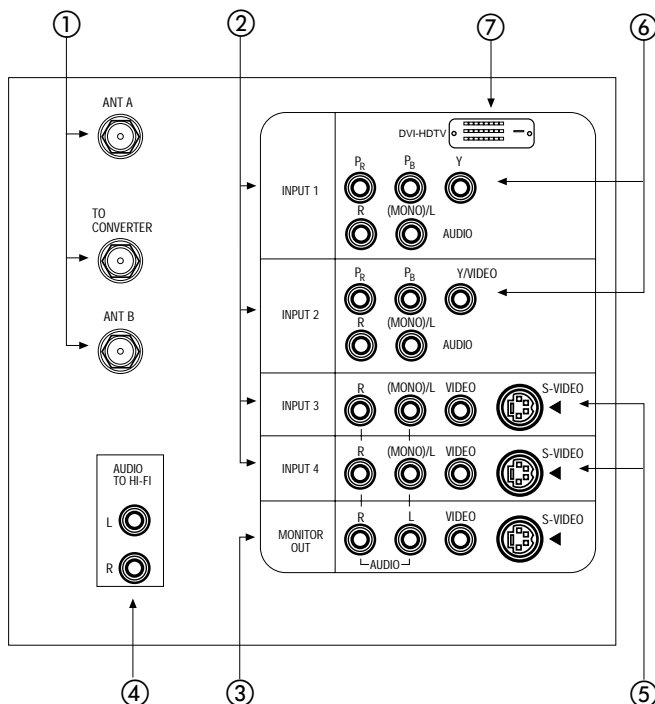 ① ② ⑦ ⑥
ANT A
TO
CONVERTER
ANT B
AUDIO
TO HI-FI
L
R
DVI-HDTV
INPUT 1
PR PB Y
R (MONO)/L AUDIO
INPUT 2
PR PB Y/VIDEO
R (MONO)/L AUDIO
INPUT 3
R (MONO)/L VIDEO S-VIDEO
INPUT 4
R (MONO)/L VIDEO S-VIDEO
MONITOR
OUT
R L VIDEO S-VIDEO
AUDIO
④ ③ ⑤